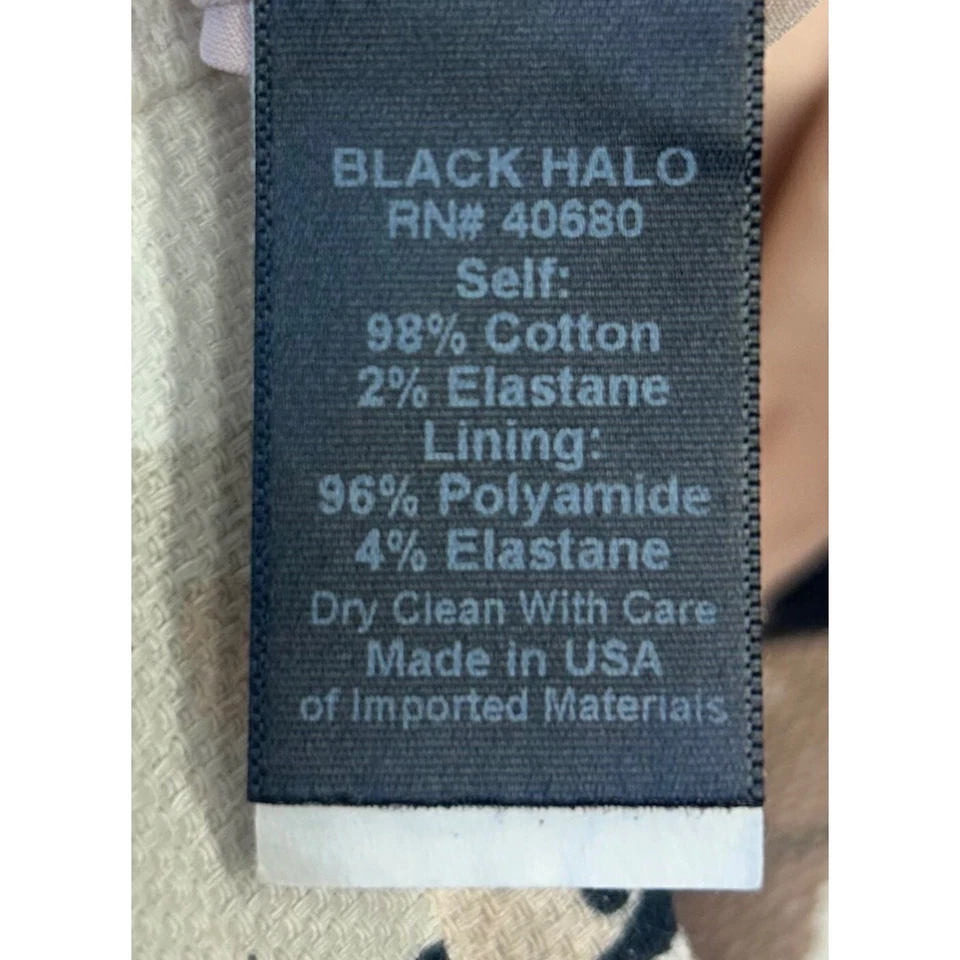 BLACK HALO
RN# 40680
Self:
98% Cotton
2% Elastane
Lining:
96% Polyamide
4% Elastane
Dry Clean With Care
Made in USA
of Imported Materials